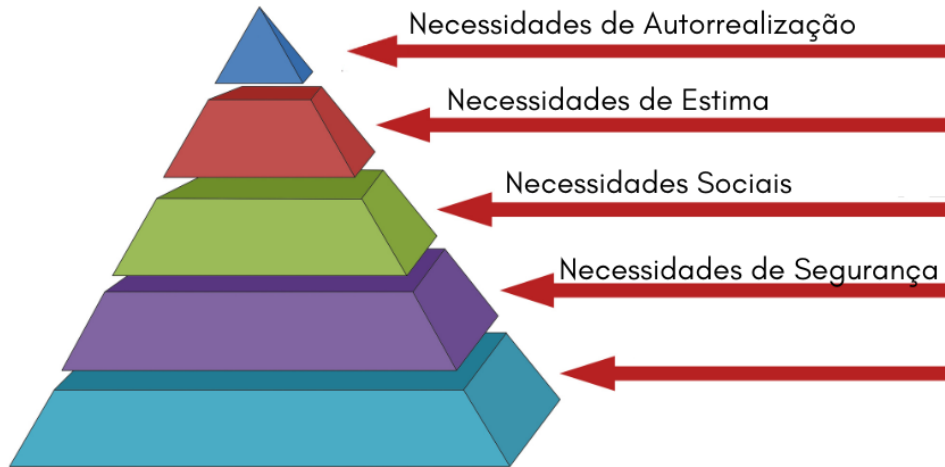 Necessidades de Autorrealização
Necessidades de Estima
Necessidades Sociais
Necessidades de Segurança